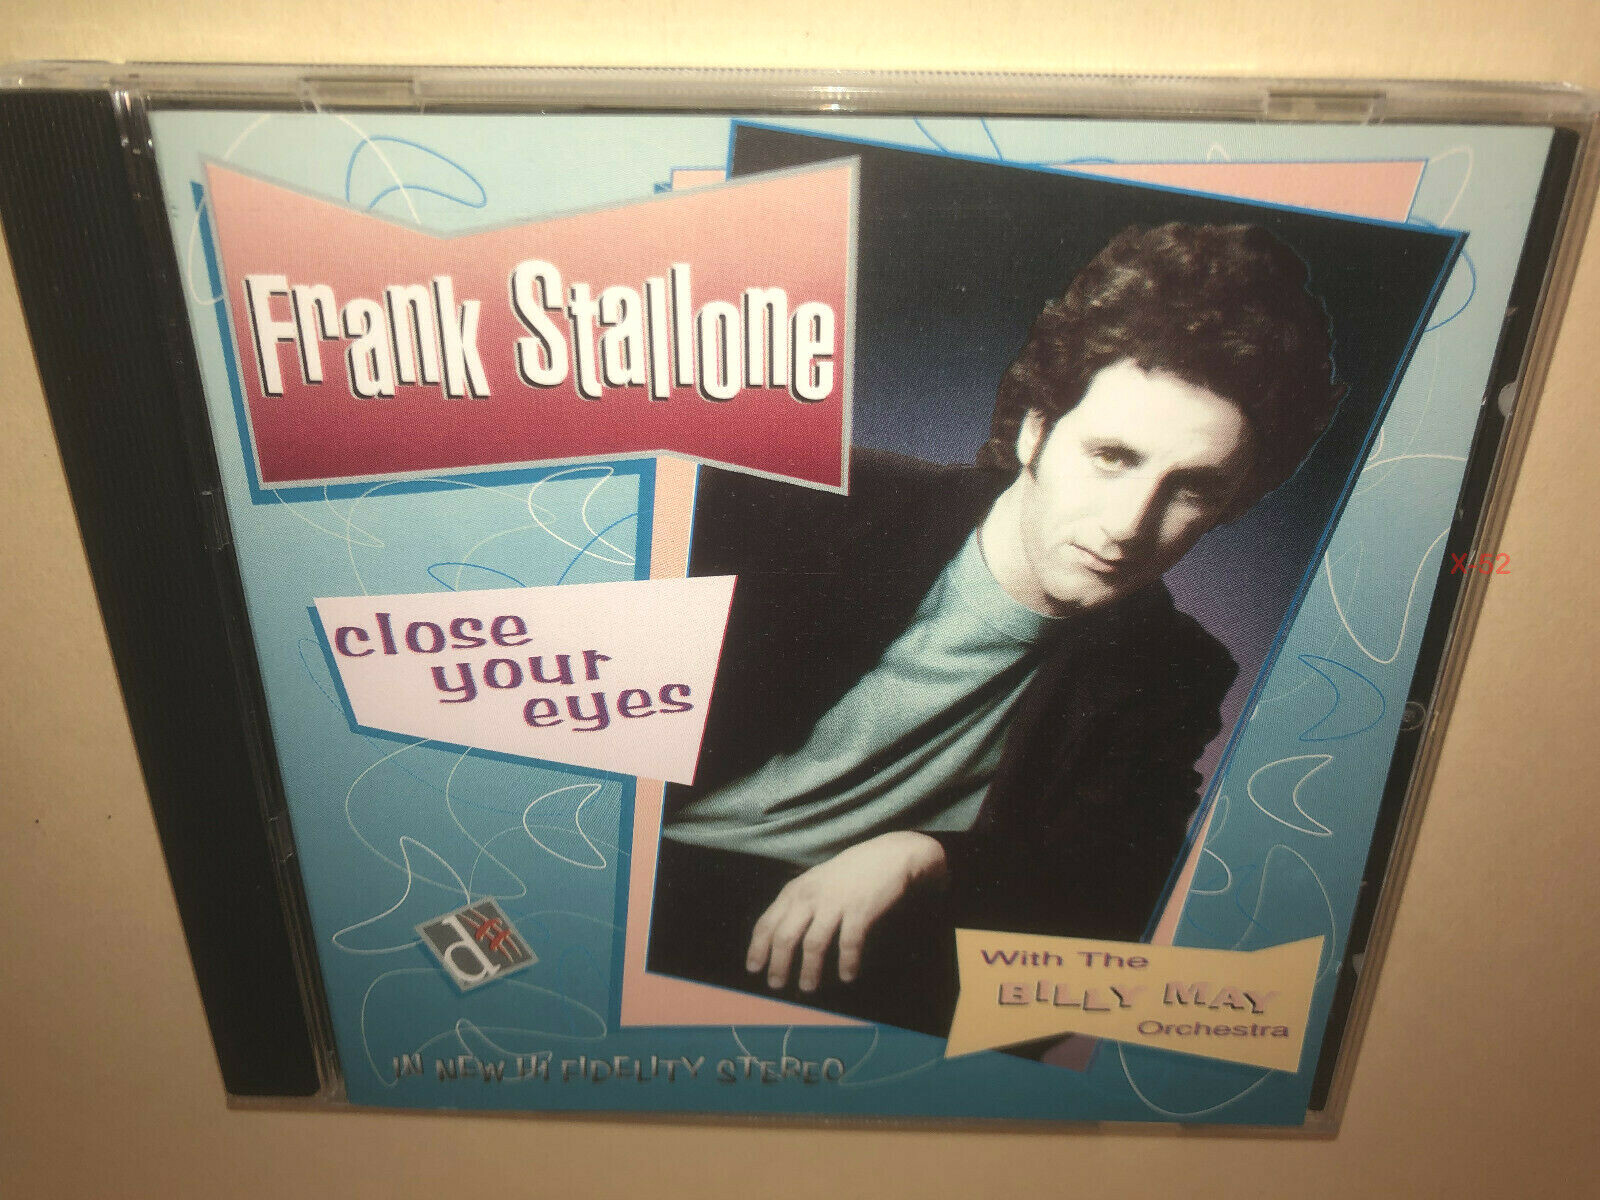 Frank Stallone
close
your
eyes
X-52
With The
BILLY MAY
Orchestra
IN NEW HI FIDELITY STEREO